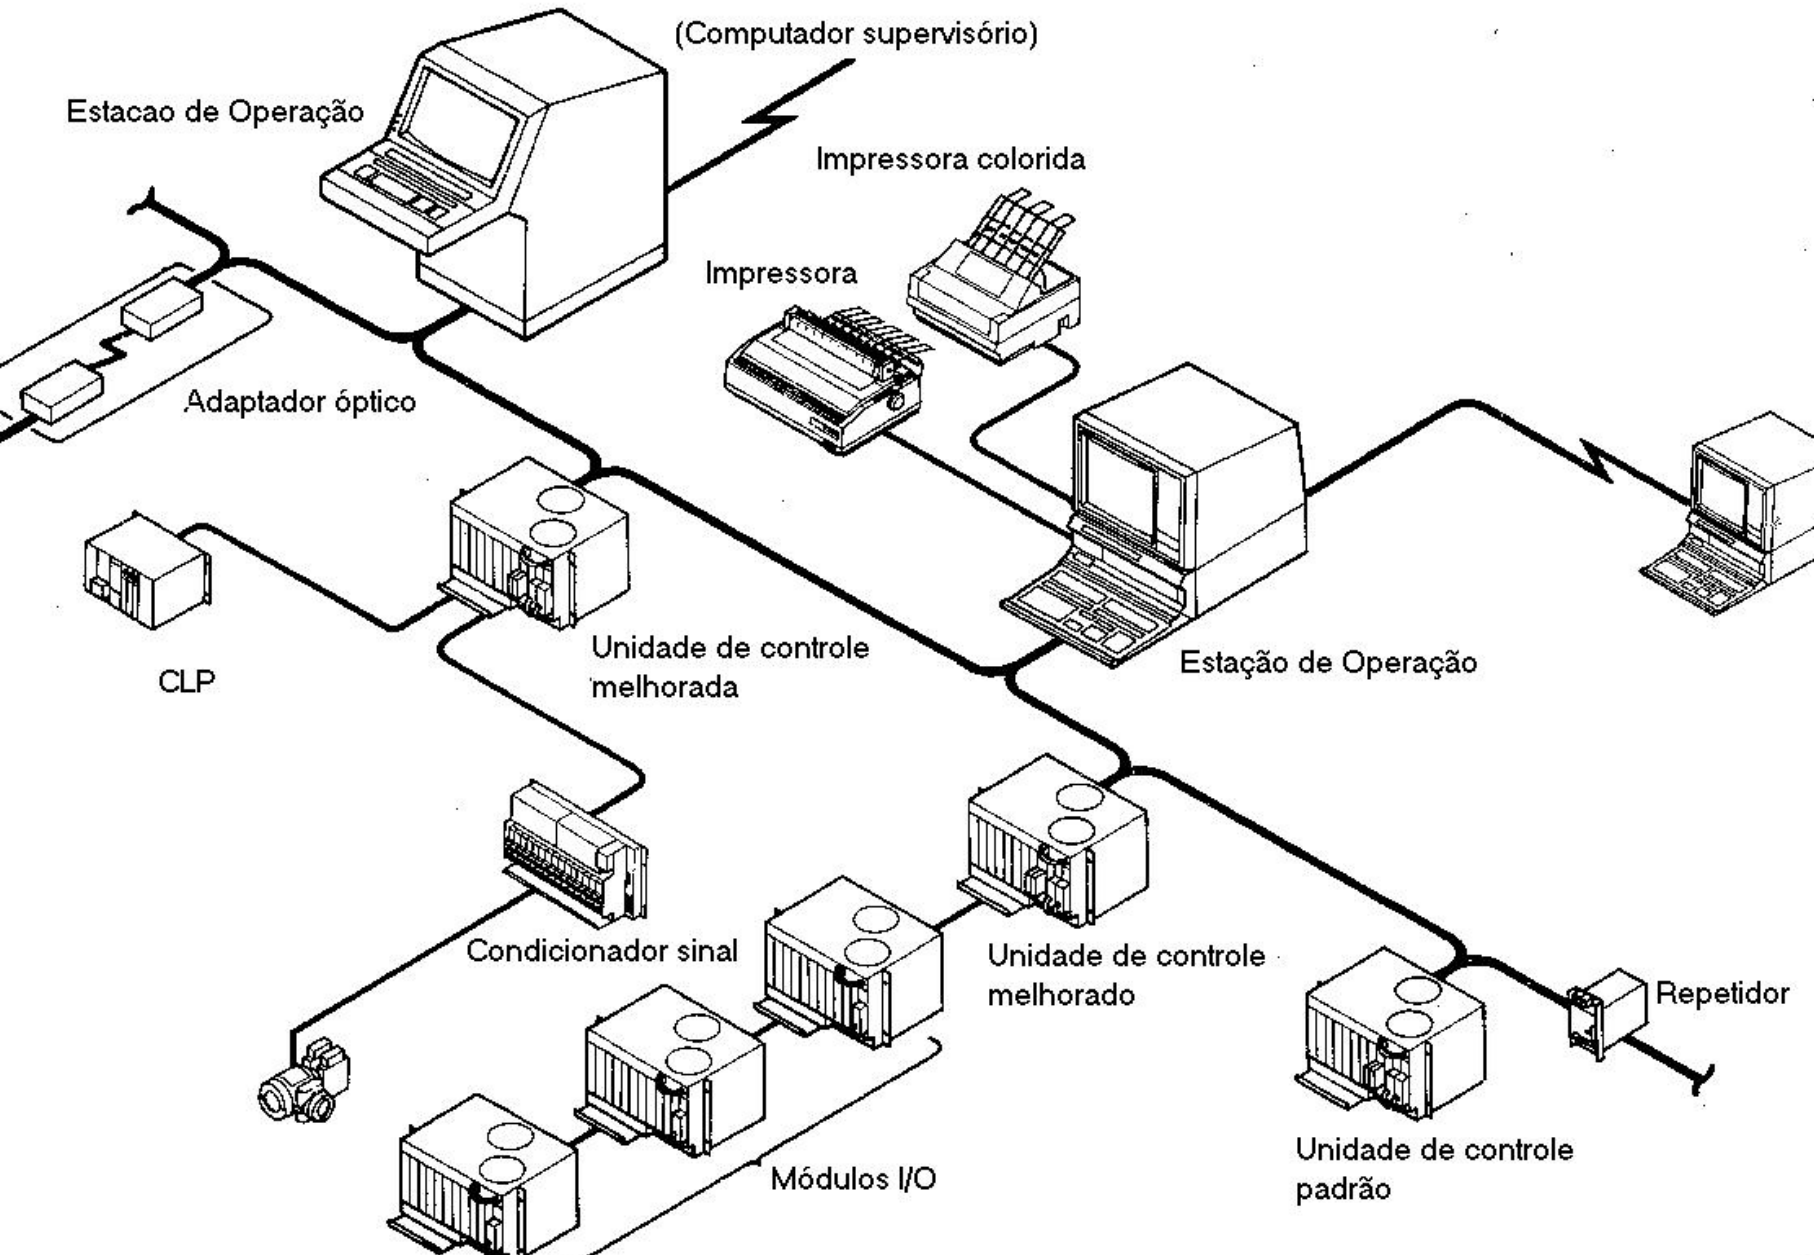 (Computador supervisório)
Estacao de Operação
Impressora colorida
Impressora
Adaptador óptico
Unidade de controle
melhorada
CLP
Estação de Operação
Condicionador sinal
Unidade de controle
melhorado
Repetidor
Módulos I/O
Unidade de controle
padrão